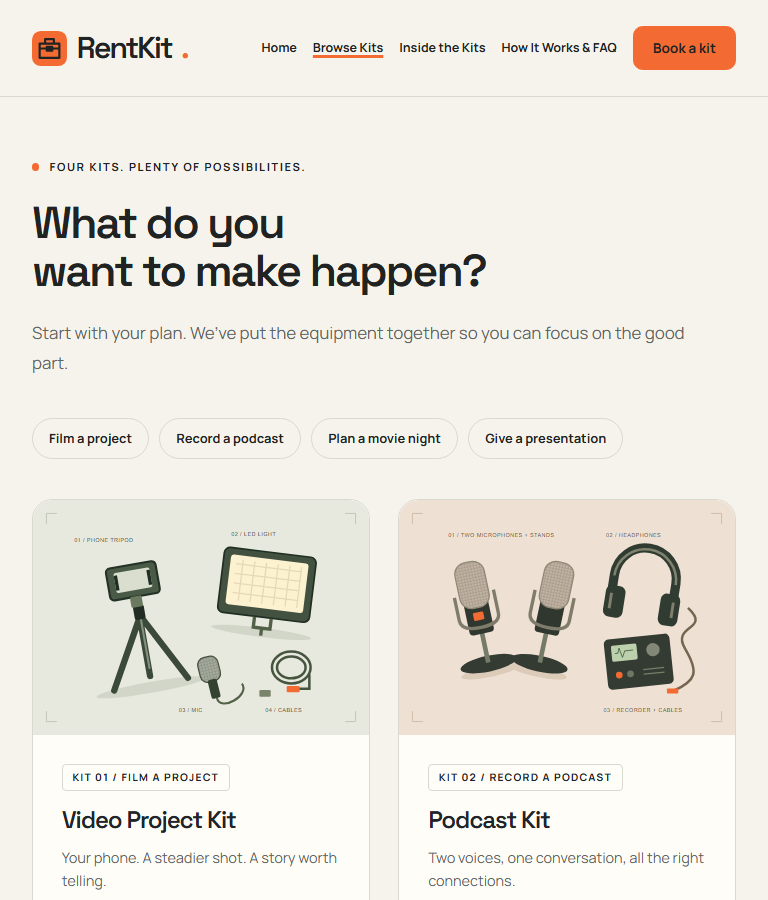 RentKit .
Home Browse Kits Inside the Kits How It Works & FAQ Book a kit
FOUR KITS. PLENTY OF POSSIBILITIES.
What do you
want to make happen?
Start with your plan. We’ve put the equipment together so you can focus on the good
part.
Film a project Record a podcast Plan a movie night Give a presentation
01 / PHONE TRIPOD
02 / LED LIGHT
03 / MIC
04 / CABLES
01 / TWO MICROPHONES + STANDS
02 / HEADPHONES
03 / RECORDER + CABLES
KIT 01 / FILM A PROJECT
Video Project Kit
Your phone. A steadier shot. A story worth
telling.
KIT 02 / RECORD A PODCAST
Podcast Kit
Two voices, one conversation, all the right
connections.